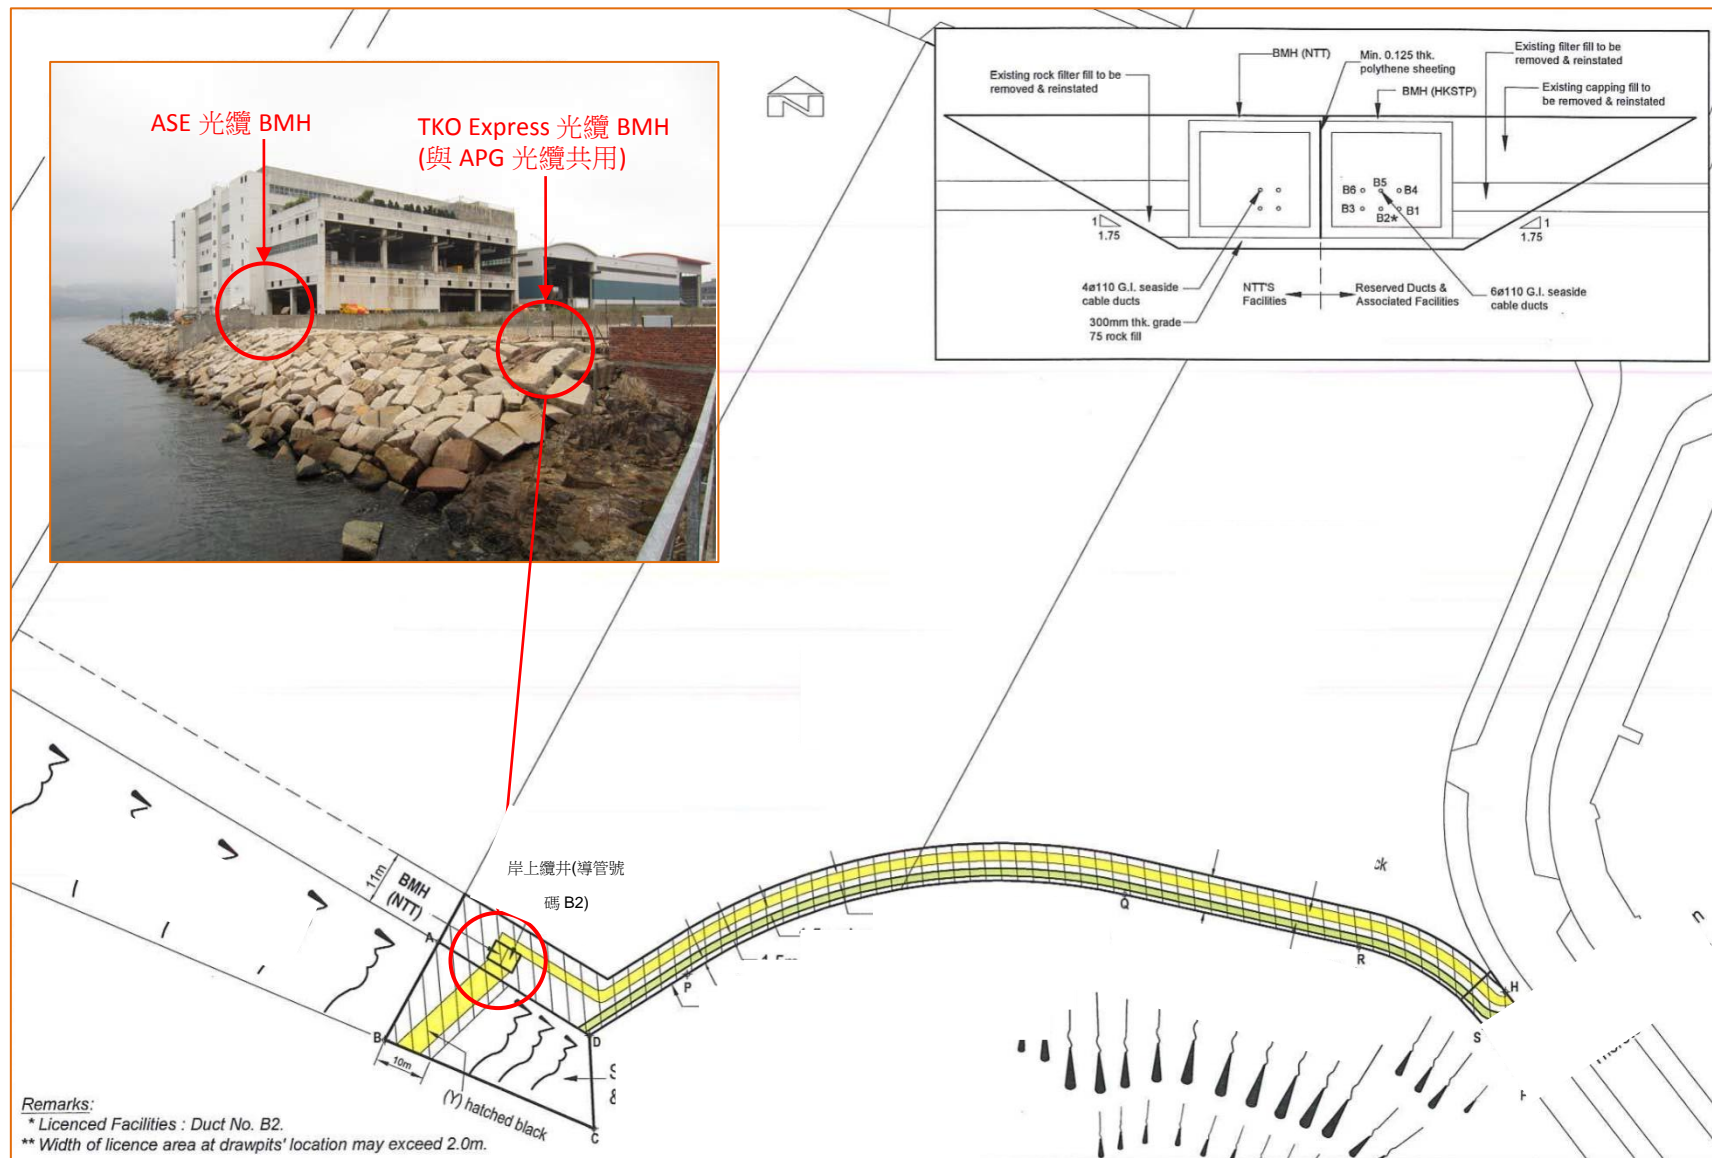 ASE 光纜 BMH
TKO Express 光纜 BMH
(與 APG 光纜共用)
N
BMH (NTT)
Min. 0.125 thk.
polythene sheeting
Existing filter fill to be
removed & reinstated
Existing rock filter fill to be
removed & reinstated
BMH (HKSTP)
Existing capping fill to
be removed & reinstated
B6
B5
B4
B3
B2*
B1
1
1.75
1
1.75
4ø110 G.I. seaside
cable ducts
NTT'S
Facilities
Reserved Ducts &
Associated Facilities
6ø110 G.I. seaside
cable ducts
300mm thk. grade
75 rock fill
岸上纜井(導管號
碼 B2)
11m
BMH
(NTT)
A
B
10m
(Y) hatched black
C
D
S
&
P
Q
R
H
S
Remarks:
* Licenced Facilities : Duct No. B2.
** Width of licence area at drawpits' location may exceed 2.0m.